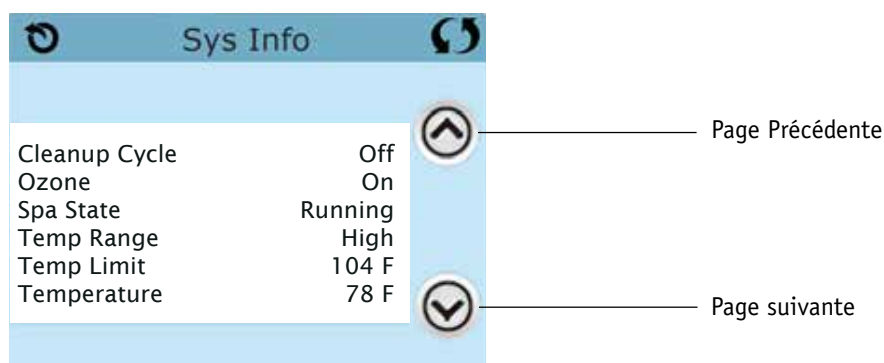 Sys Info
Page Précédente
Cleanup Cycle Off
Ozone On
Spa State Running
Temp Range High
Temp Limit 104 F
Temperature 78 F
Page suivante